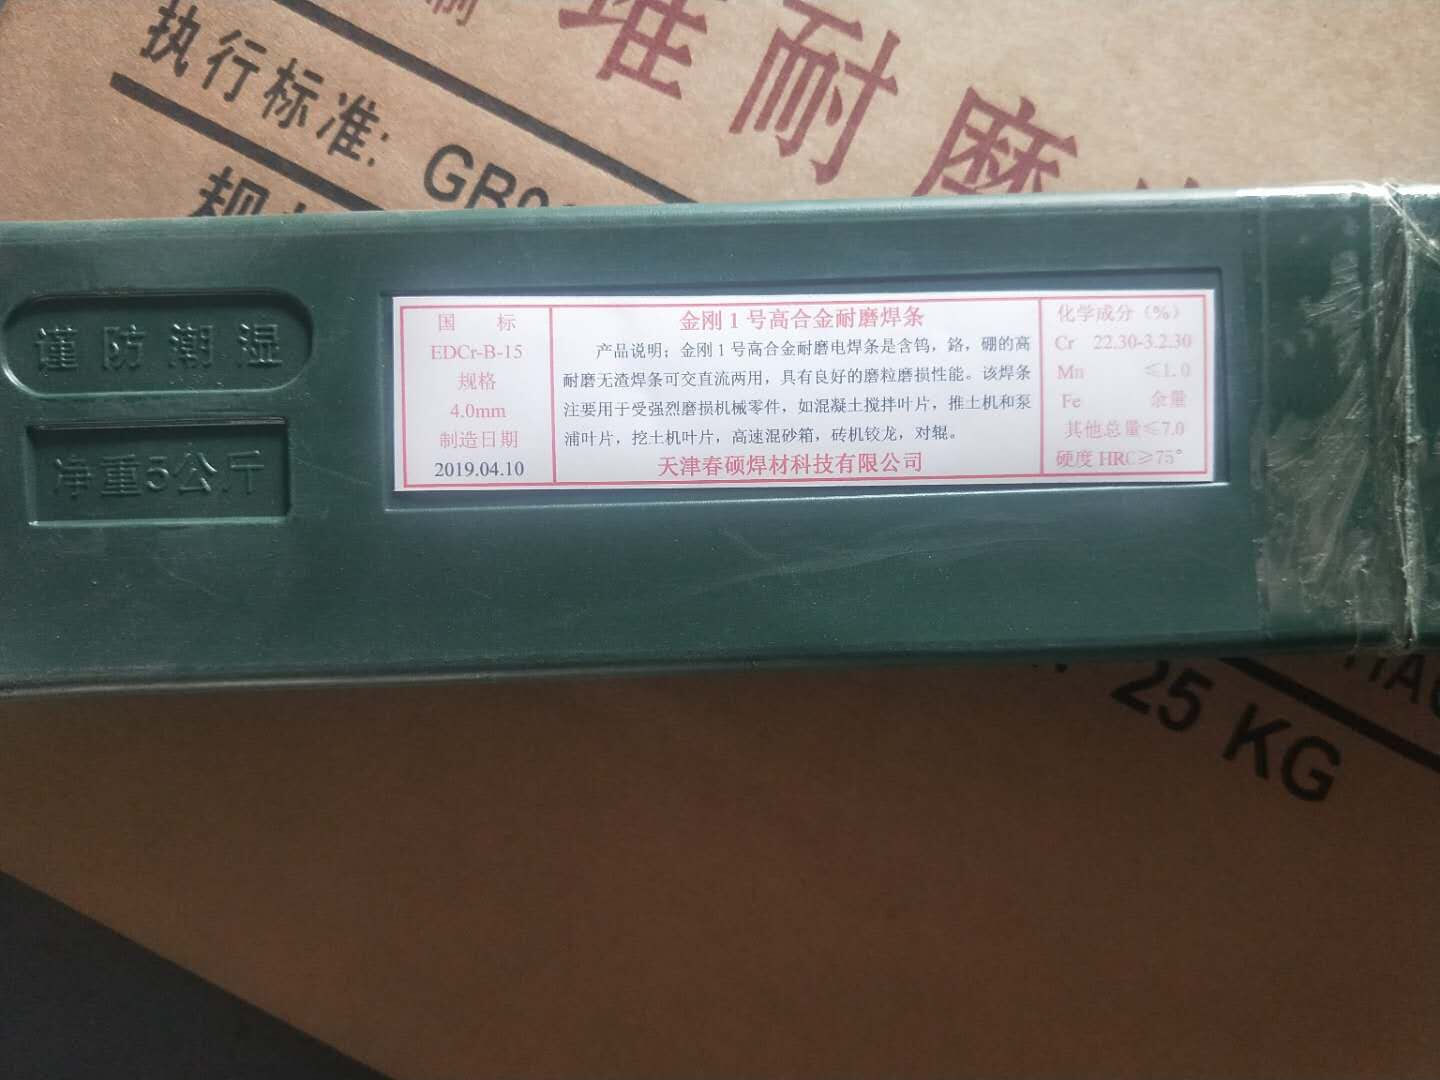 堆耐磨
执行标准: GB9
谨防潮湿
净重5公斤
国 标
EDCr-B-15
规格
4.0mm
制造日期
2019.04.10
金刚1号高合金耐磨焊条
产品说明；金刚1号高合金耐磨电焊条是含钨，鉻，硼的高
耐磨无渣焊条可交直流两用，具有良好的磨粒磨损性能。该焊条
注要用于受强烈磨损机械零件，如混凝土搅拌叶片，推土机和泵
浦叶片，挖土机叶片，高速混砂箱，砖机铰龙，对辊。
天津春硕焊材科技有限公司
化学成分（%）
Cr 22.30-3.2.30
Mn ≤1.0
Fe 余量
其他总量≤7.0
硬度 HRC≥75°
25 KG